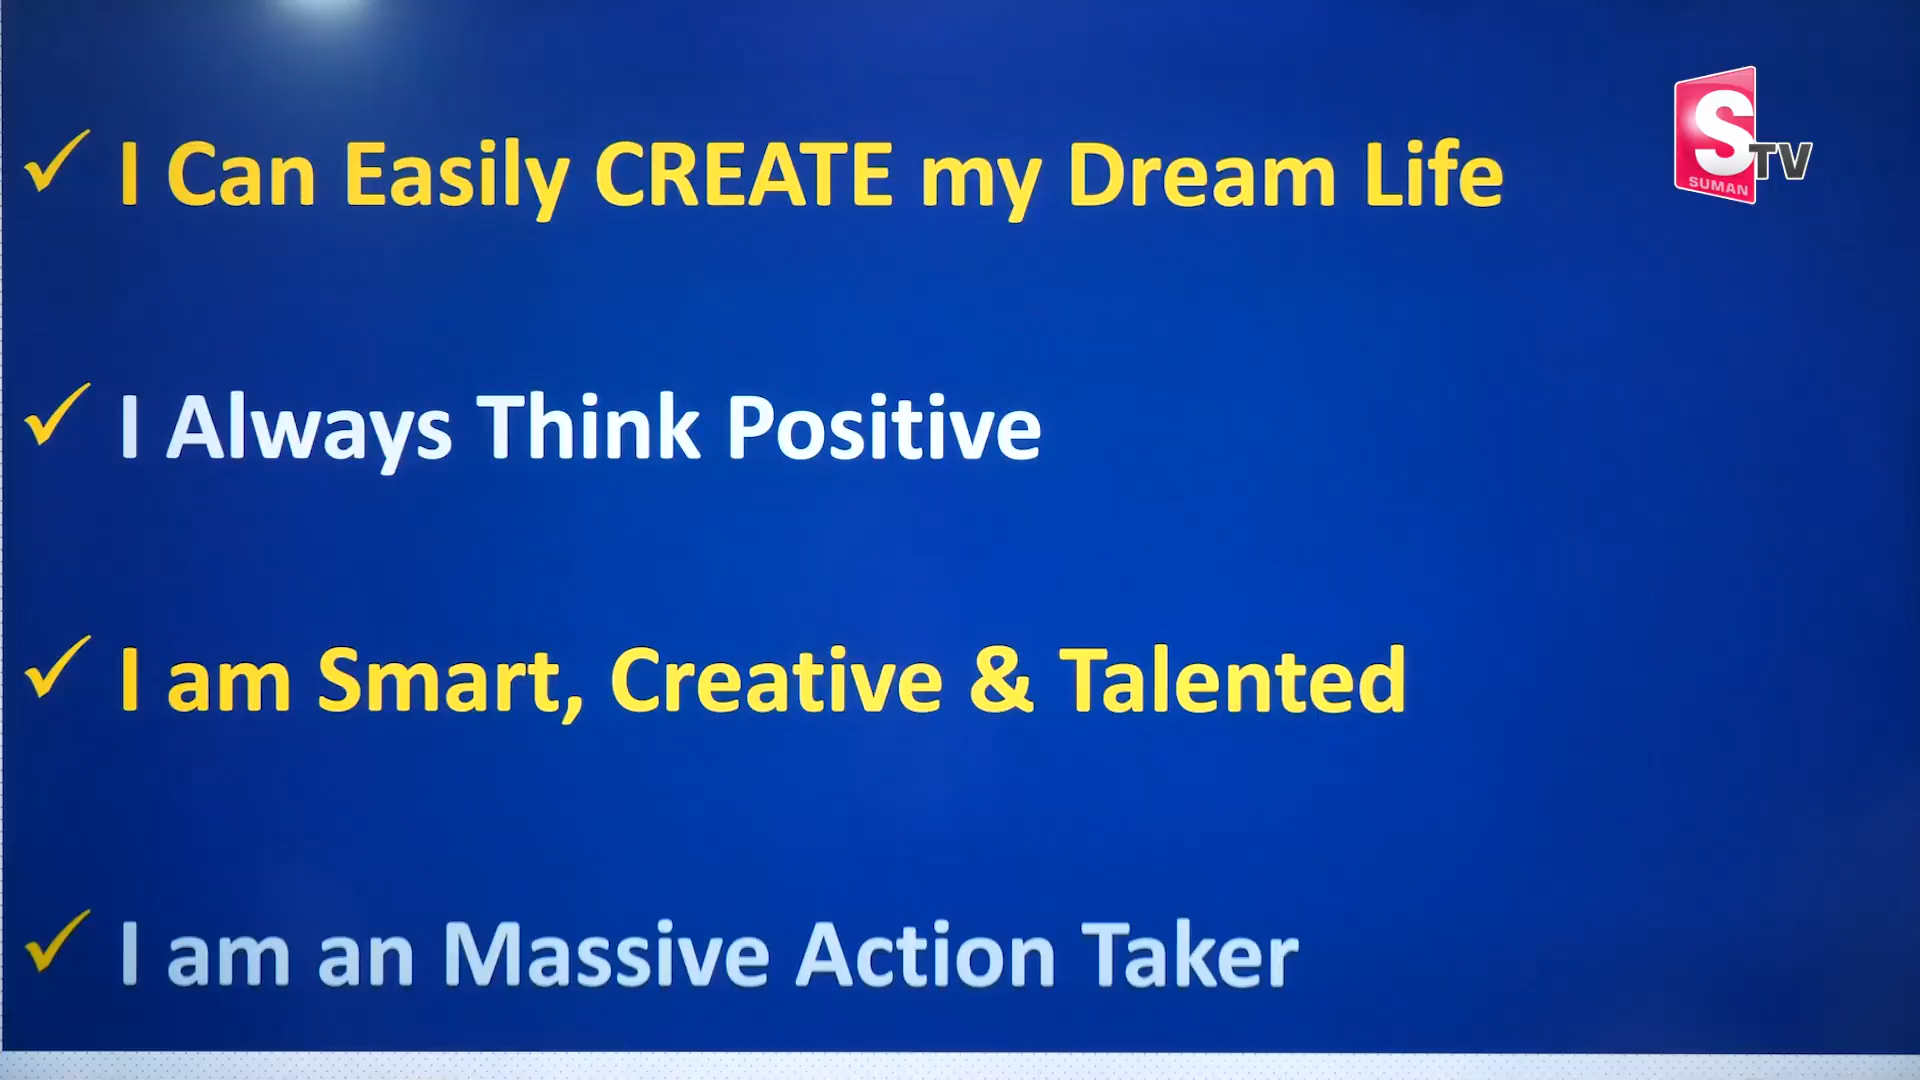 I Can Easily CREATE my Dream Life
S TV
SUMAN
I Always Think Positive
I am Smart, Creative & Talented
I am an Massive Action Taker